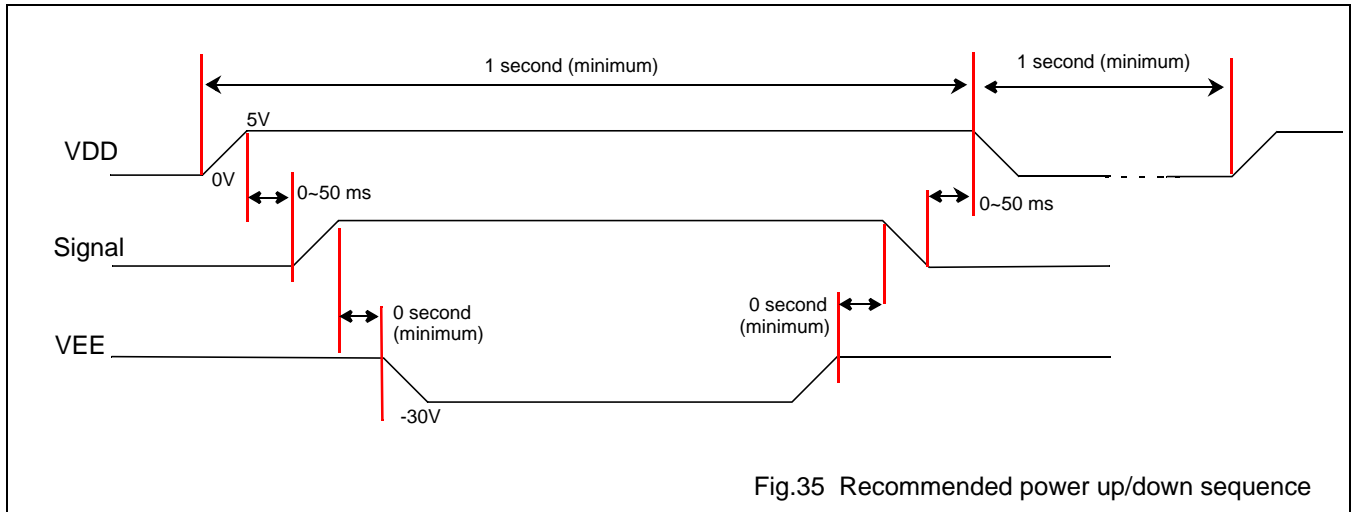 1 second (minimum)
1 second (minimum)
5V
VDD
0V
0~50 ms
0~50 ms
Signal
0 second
(minimum)
0 second
(minimum)
VEE
-30V
Fig.35 Recommended power up/down sequence